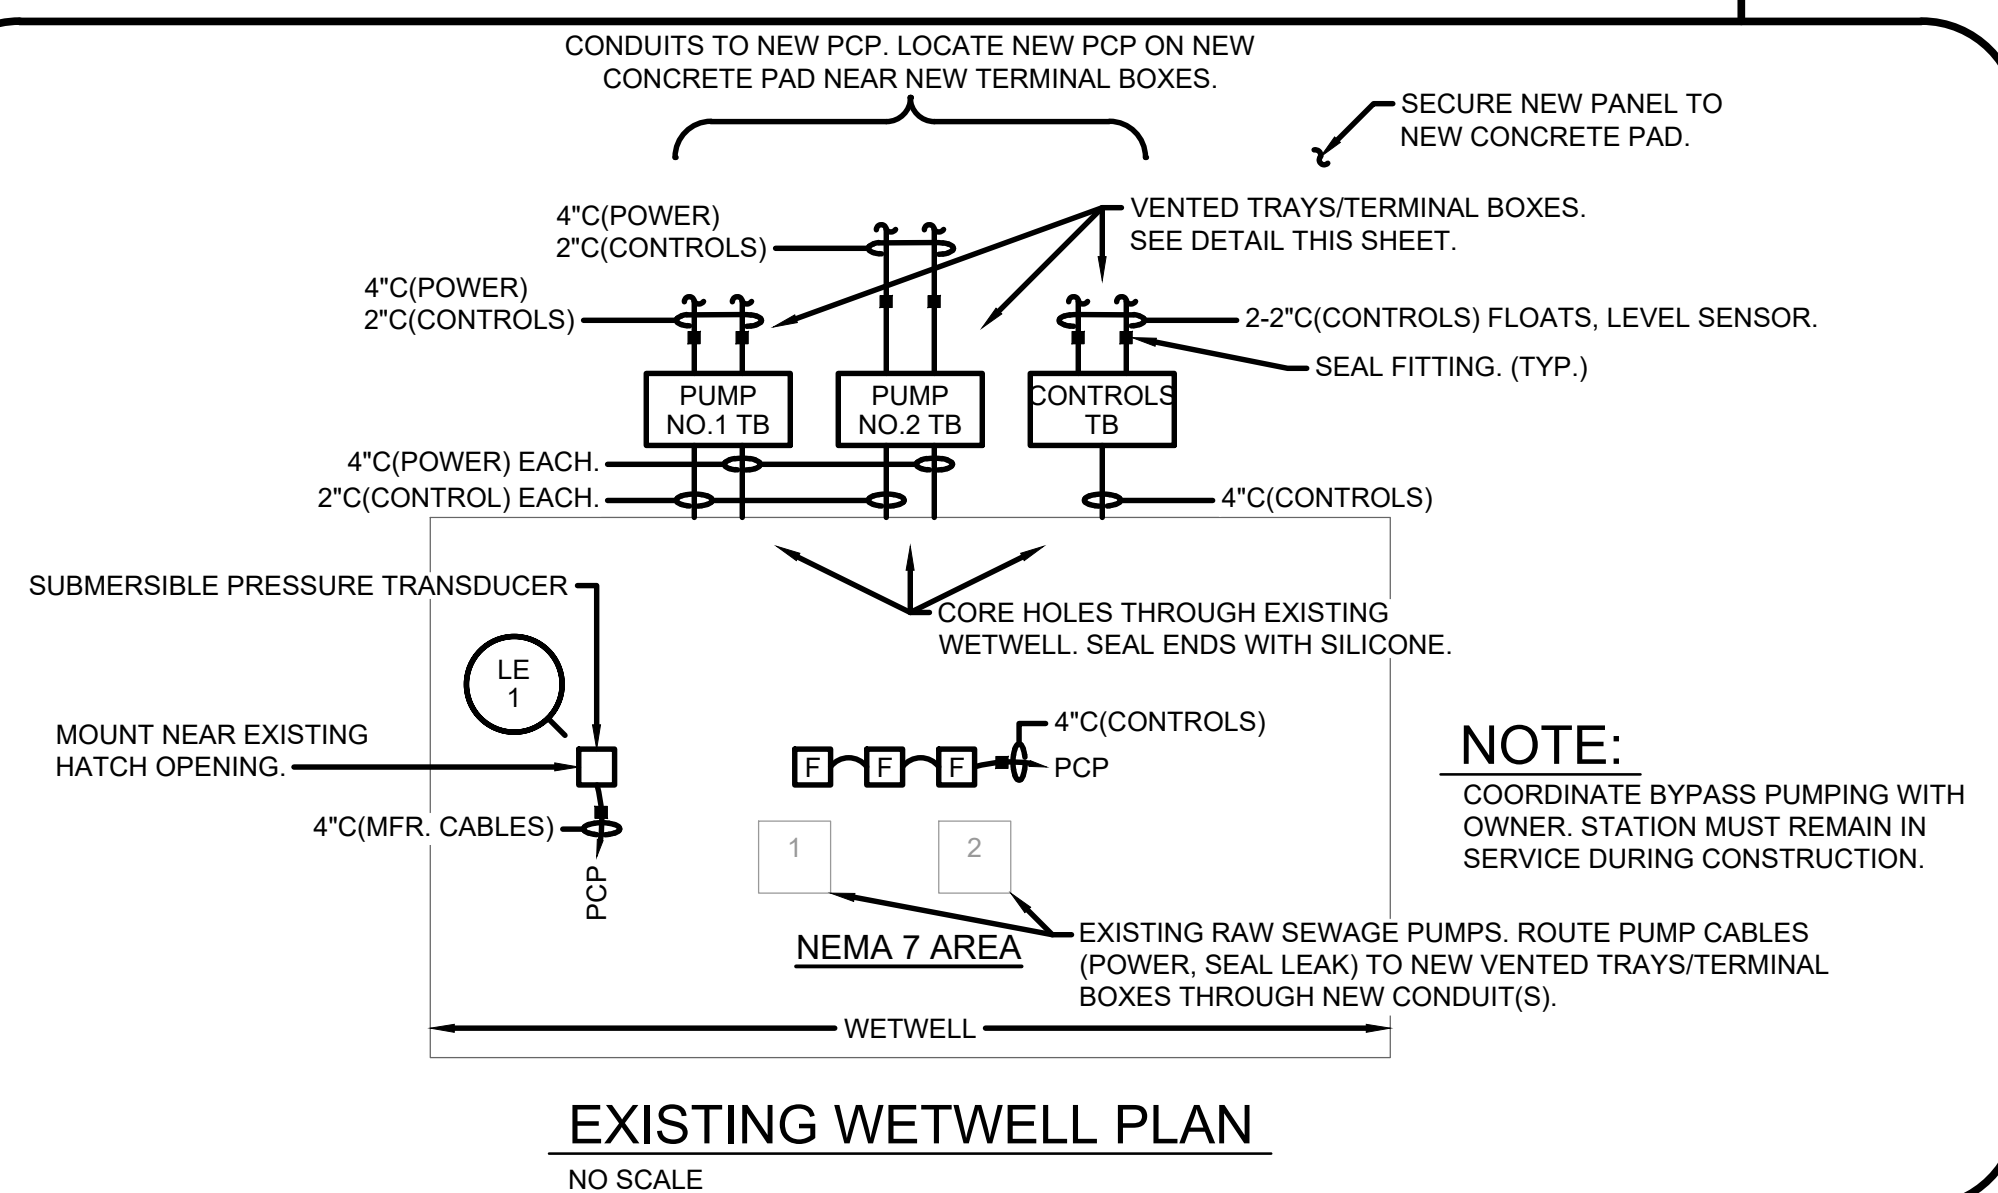 CONDUITS TO NEW PCP. LOCATE NEW PCP ON NEW
CONCRETE PAD NEAR NEW TERMINAL BOXES.
SECURE NEW PANEL TO
NEW CONCRETE PAD.
4"C(POWER)
2"C(CONTROLS)
VENTED TRAYS/TERMINAL BOXES.
SEE DETAIL THIS SHEET.
4"C(POWER)
2"C(CONTROLS)
2-2"C(CONTROLS) FLOATS, LEVEL SENSOR.
SEAL FITTING. (TYP.)
PUMP
NO.1 TB
PUMP
NO.2 TB
CONTROLS
TB
4"C(POWER) EACH.
2"C(CONTROL) EACH.
4"C(CONTROLS)
SUBMERSIBLE PRESSURE TRANSDUCER
CORE HOLES THROUGH EXISTING
WETWELL. SEAL ENDS WITH SILICONE.
LE
1
MOUNT NEAR EXISTING
HATCH OPENING.
4"C(CONTROLS)
F
F
F
PCP
4"C(MFR. CABLES)
PCP
1
2
NOTE:
COORDINATE BYPASS PUMPING WITH
OWNER. STATION MUST REMAIN IN
SERVICE DURING CONSTRUCTION.
NEMA 7 AREA
EXISTING RAW SEWAGE PUMPS. ROUTE PUMP CABLES
(POWER, SEAL LEAK) TO NEW VENTED TRAYS/TERMINAL
BOXES THROUGH NEW CONDUIT(S).
WETWELL
EXISTING WETWELL PLAN
NO SCALE